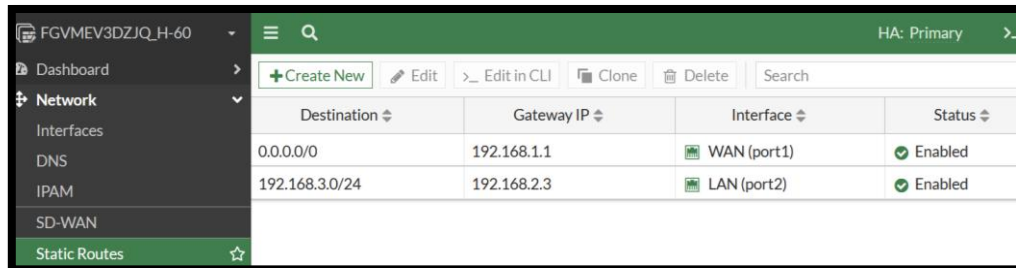 FGVMEV3DZJQ_H-60
HA: Primary
>_
Dashboard
+Create New Edit >_ Edit in CLI Clone Delete Search
Network
Destination Gateway IP Interface Status
Interfaces
DNS
0.0.0.0/0 192.168.1.1 WAN (port1) Enabled
IPAM
192.168.3.0/24 192.168.2.3 LAN (port2) Enabled
SD-WAN
Static Routes